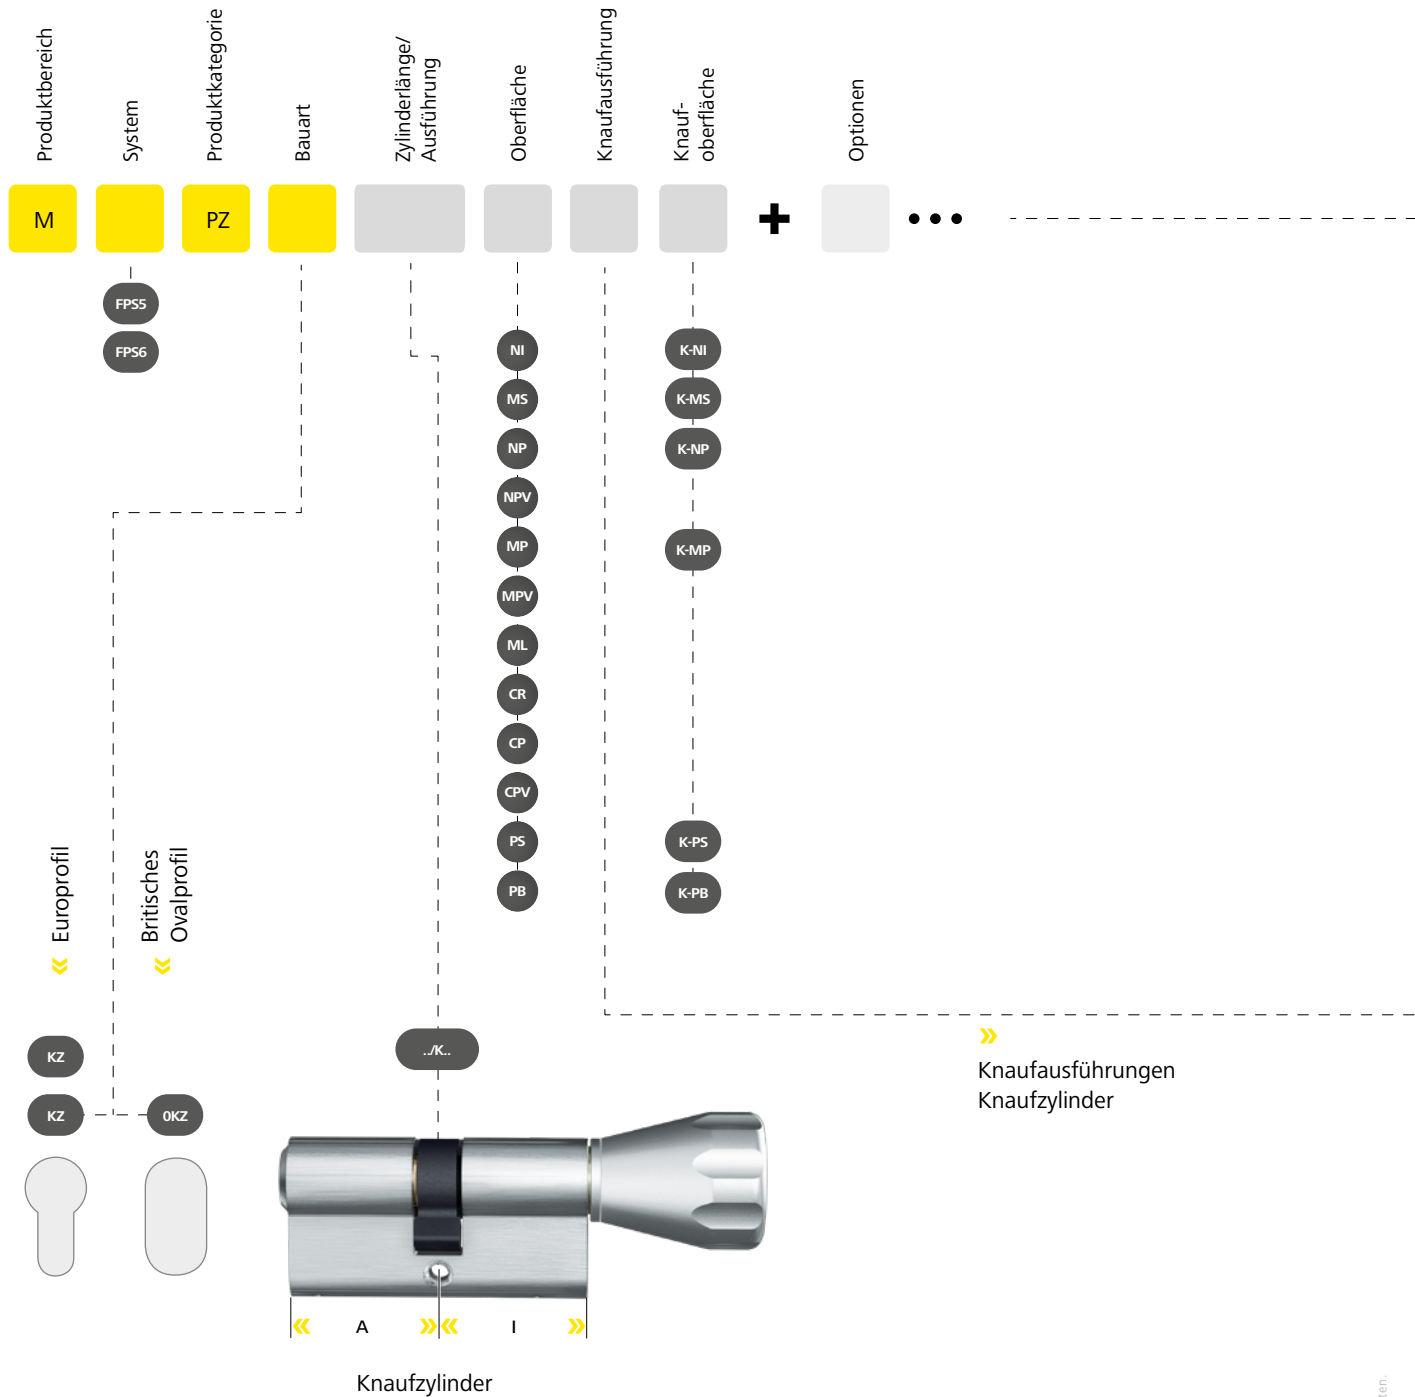 Produktbereich
System
Produktkategorie
Bauart
Zylinderlänge/
Ausführung
Oberfläche
Knaufausführung
Knauf-
oberfläche
Optionen
M
PZ
FPS5
FPS6
NI
MS
NP
NPV
MP
MPV
ML
CR
CP
CPV
PS
PB
K-NI
K-MS
K-NP
K-MP
K-PS
K-PB
Europrofil
Britisches
Ovalprofil
KZ
KZ
OKZ
../K..
Knaufausführungen
Knaufzylinder
A
I
Knaufzylinder